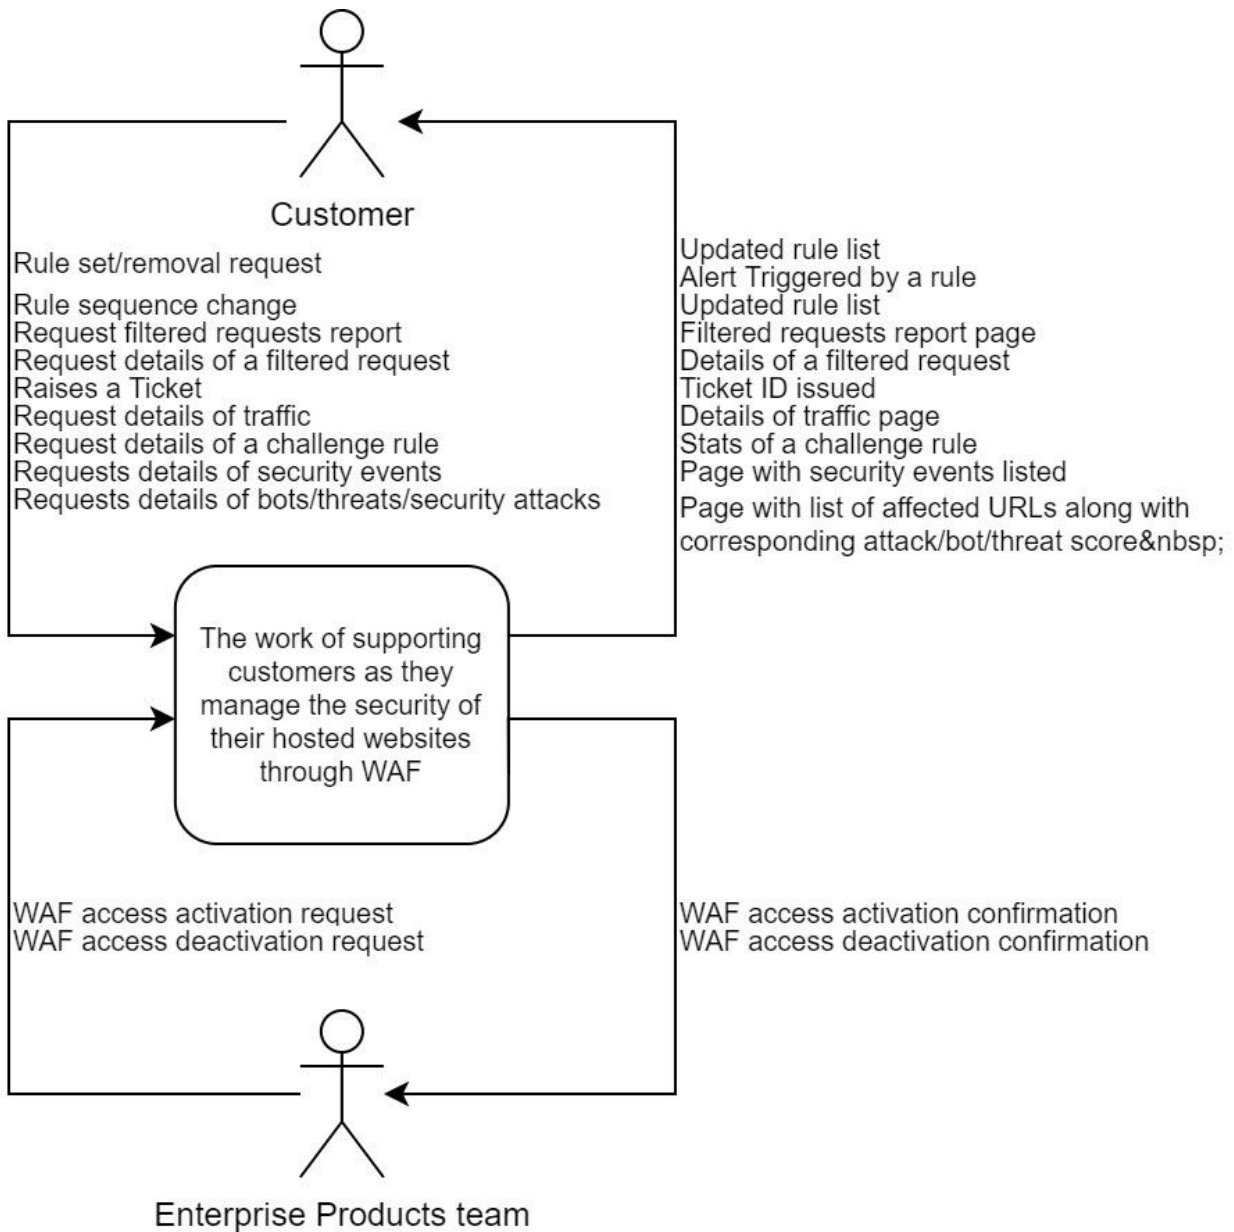 Customer
Rule set/removal request
Rule sequence change
Request filtered requests report
Request details of a filtered request
Raises a Ticket
Request details of traffic
Request details of a challenge rule
Requests details of security events
Requests details of bots/threats/security attacks
Updated rule list
Alert Triggered by a rule
Updated rule list
Filtered requests report page
Details of a filtered request
Ticket ID issued
Details of traffic page
Stats of a challenge rule
Page with security events listed
Page with list of affected URLs along with
corresponding attack/bot/threat score&nbsp;
The work of supporting
customers as they
manage the security of
their hosted websites
through WAF
WAF access activation request
WAF access deactivation request
WAF access activation confirmation
WAF access deactivation confirmation
Enterprise Products team